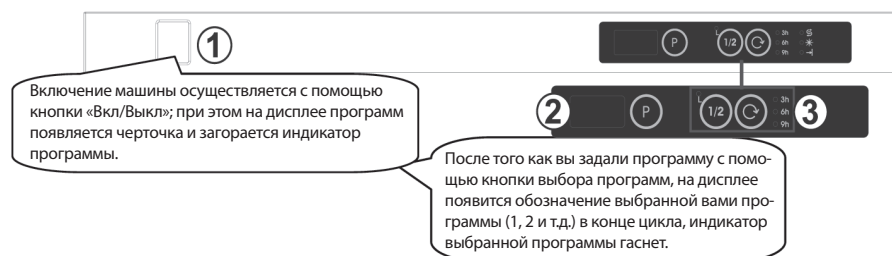 1
P
L
1/2
3h
6h
9h
Включение машины осуществляется с помощью
кнопки «Вкл/Выкл»; при этом на дисплее программ
появляется черточка и загорается индикатор
программы.
2
P
L
1/2
3h
6h
9h
3
После того как вы задали программу с помо-
щью кнопки выбора программ, на дисплее
появится обозначение выбранной вами про-
граммы (1, 2 и т.д.) в конце цикла, индикатор
выбранной программы гаснет.